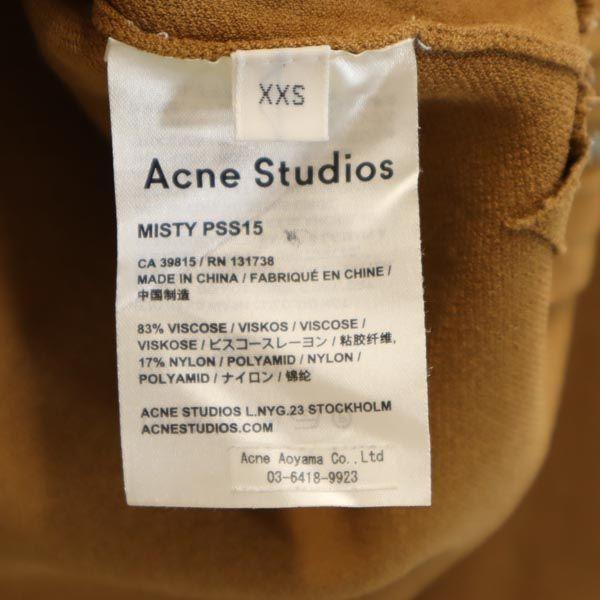 XXS
Acne Studios
MISTY PSS15
CA 39815 / RN 131738
MADE IN CHINA / FABRIQUÉ EN CHINE /
中国制造
83% VISCOSE / VISKOS / VISCOSE /
VISKOSE / ビスコースレーヨン / 粘胶纤维,
17% NYLON / POLYAMID / NYLON /
POLYAMID / ナイロン / 锦纶
ACNE STUDIOS L.NYG.23 STOCKHOLM
ACNESTUDIOS.COM
Acne Aoyama Co.,Ltd
03-6418-9923